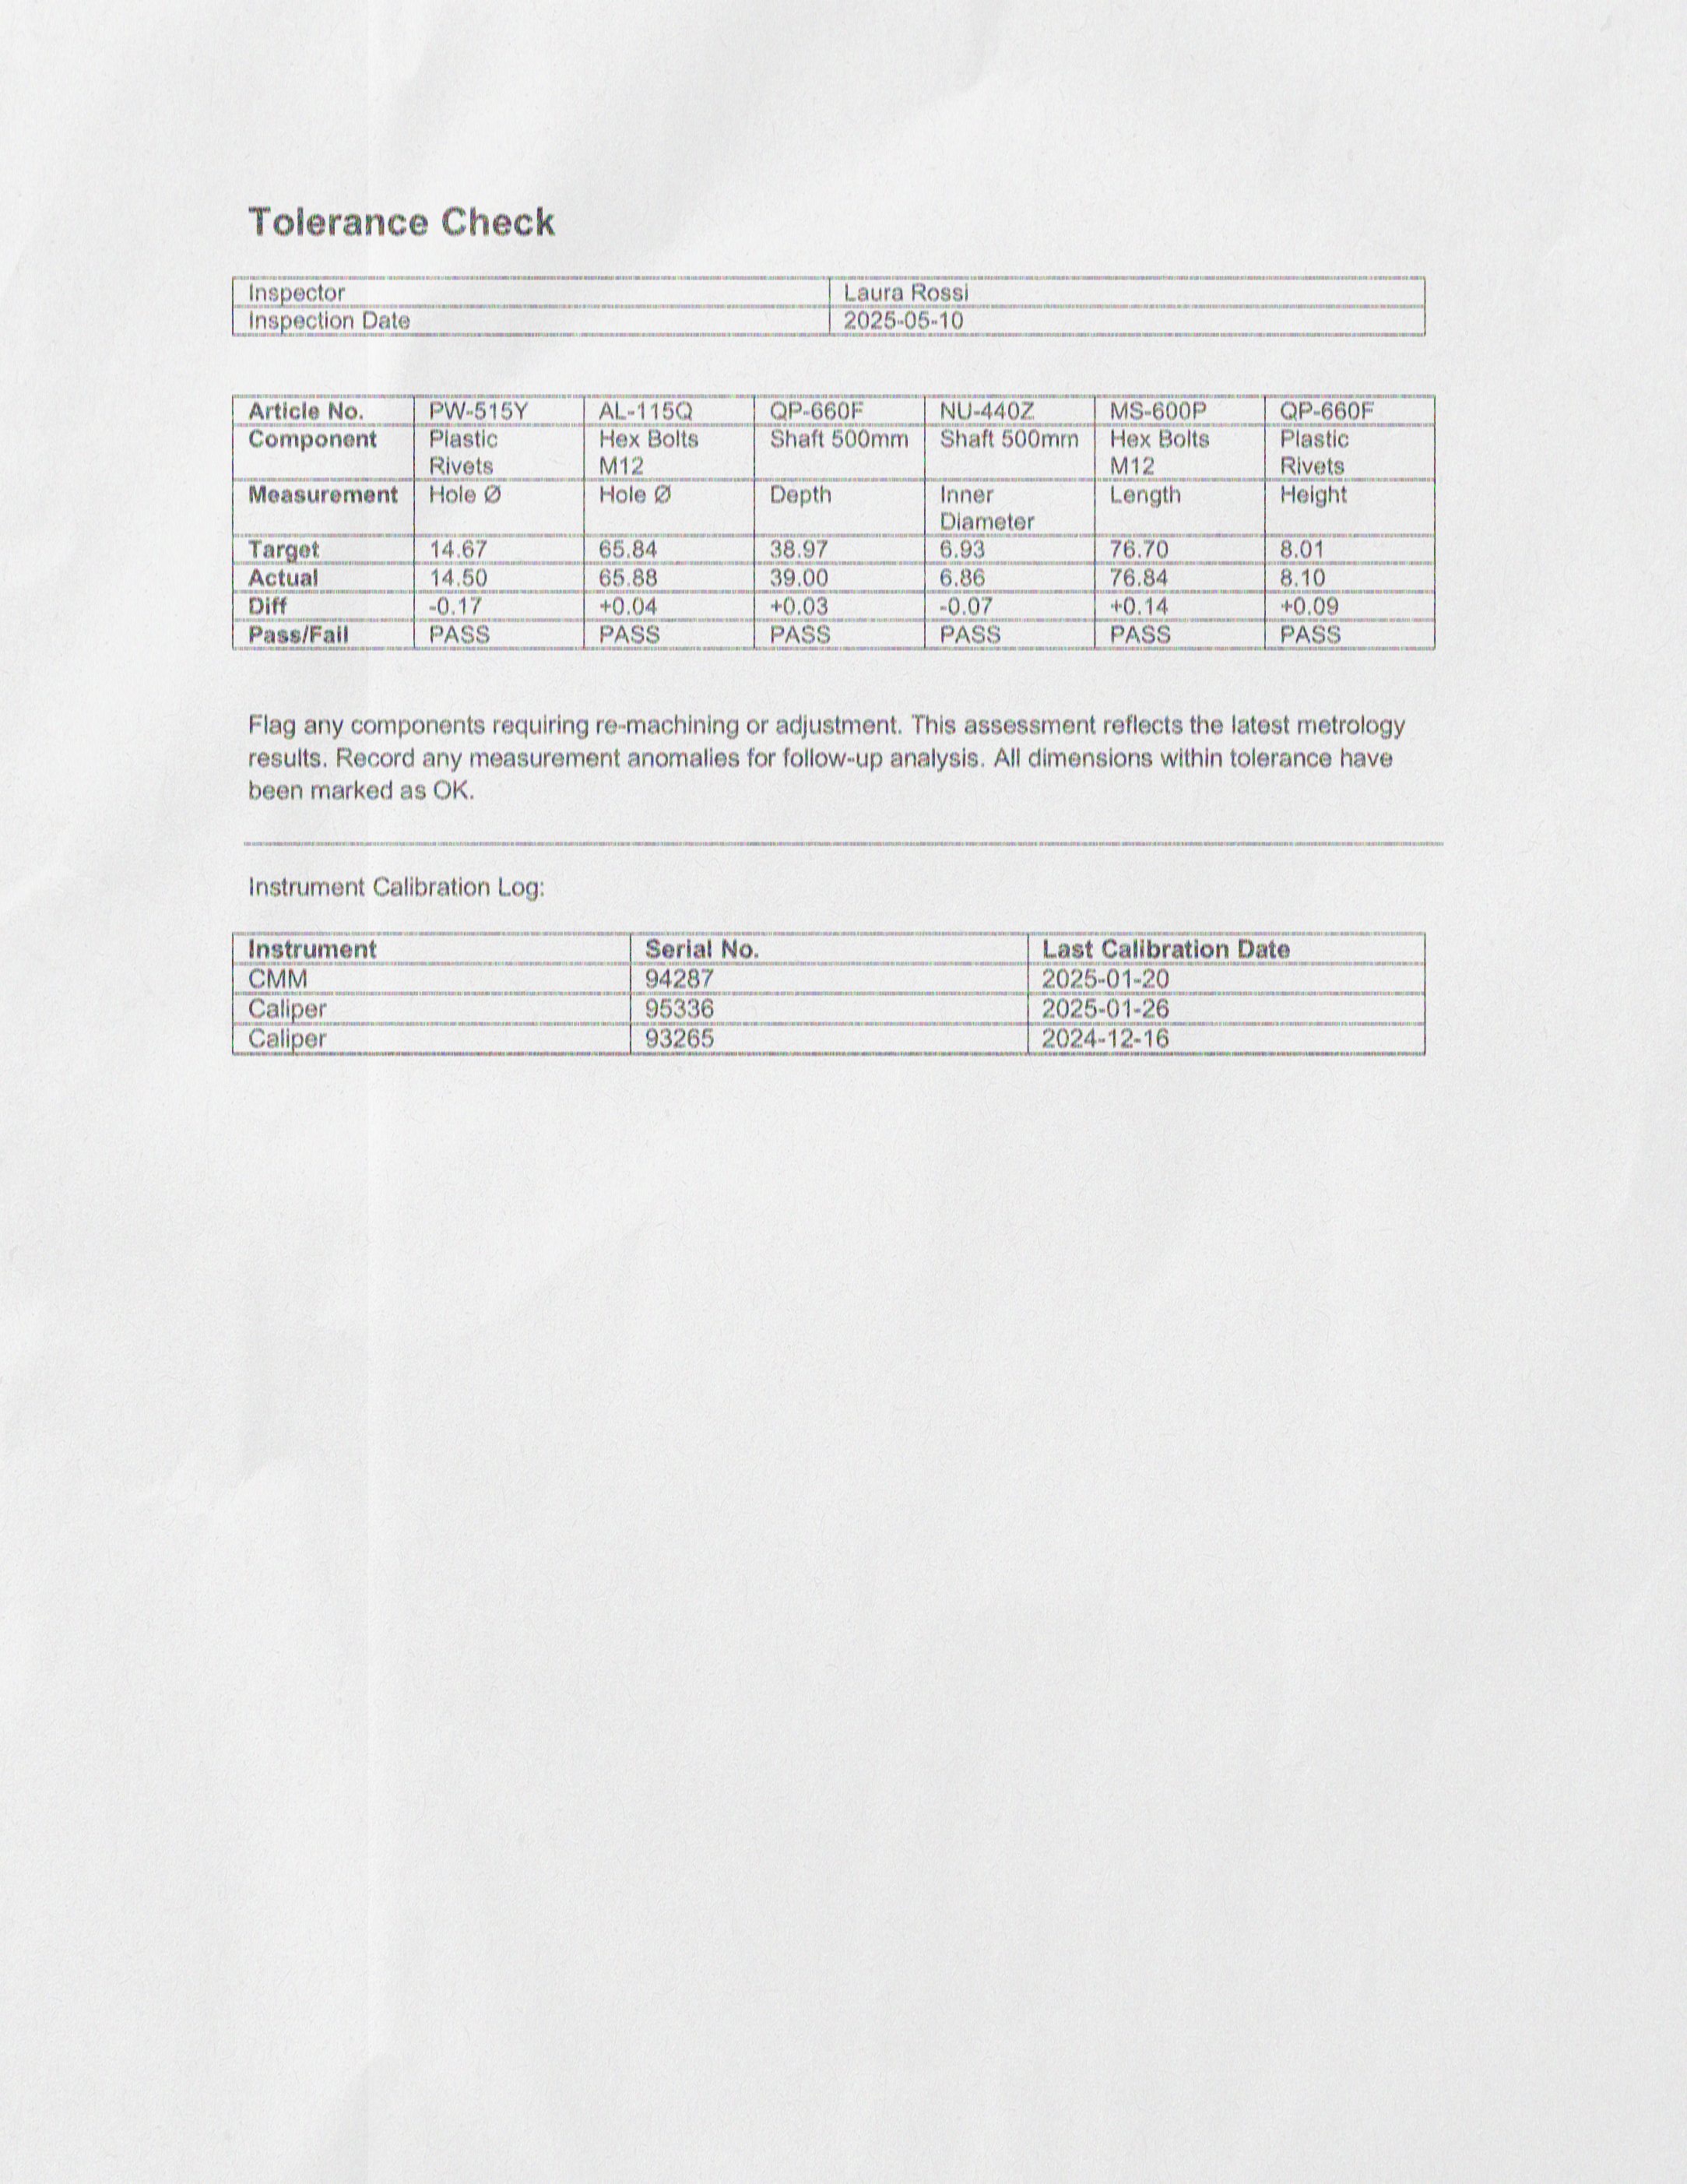 Tolerance Check
Inspector Laura Rossi
Inspection Date 2025-05-10
Article No. PW-515Y AL-115Q QP-660F NU-440Z MS-600P QP-660F
Component Plastic Rivets Hex Bolts M12 Shaft 500mm Shaft 500mm Hex Bolts M12 Plastic Rivets
Measurement Hole Ø Hole Ø Depth Inner Diameter Length Height
Target 14.67 65.84 38.97 6.93 76.70 8.01
Actual 14.50 65.88 39.00 6.86 76.84 8.10
Diff -0.17 +0.04 +0.03 -0.07 +0.14 +0.09
Pass/Fail PASS PASS PASS PASS PASS PASS
Flag any components requiring re-machining or adjustment. This assessment reflects the latest metrology
results. Record any measurement anomalies for follow-up analysis. All dimensions within tolerance have
been marked as OK.
Instrument Calibration Log:
Instrument Serial No. Last Calibration Date
CMM 94287 2025-01-20
Caliper 95336 2025-01-26
Caliper 93265 2024-12-16